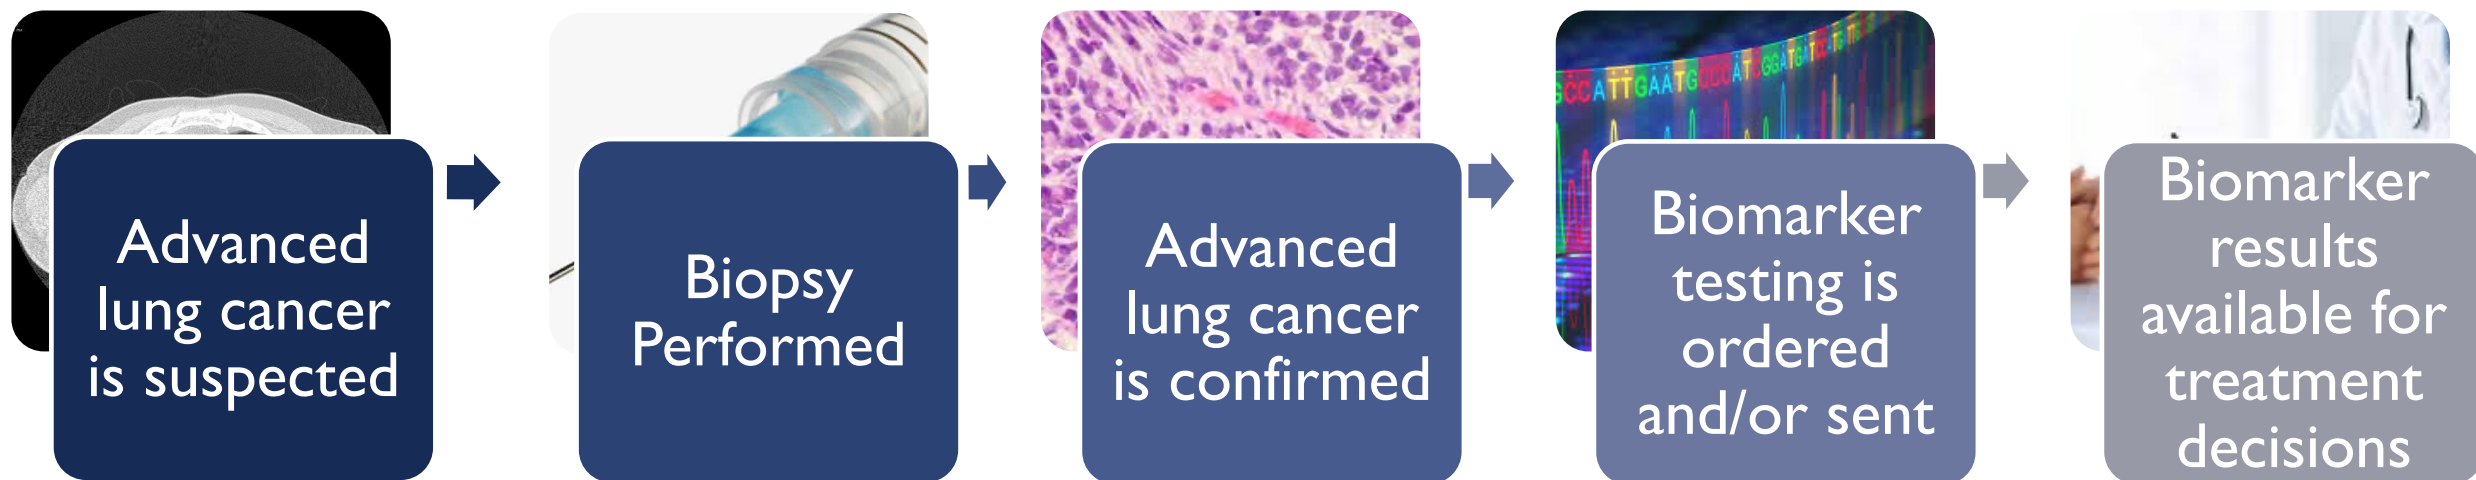 Advanced
lung cancer
is suspected
Biopsy
Performed
Advanced
lung cancer
is confirmed
Biomarker
testing is
ordered
and/or sent
Biomarker
results
available for
treatment
decisions